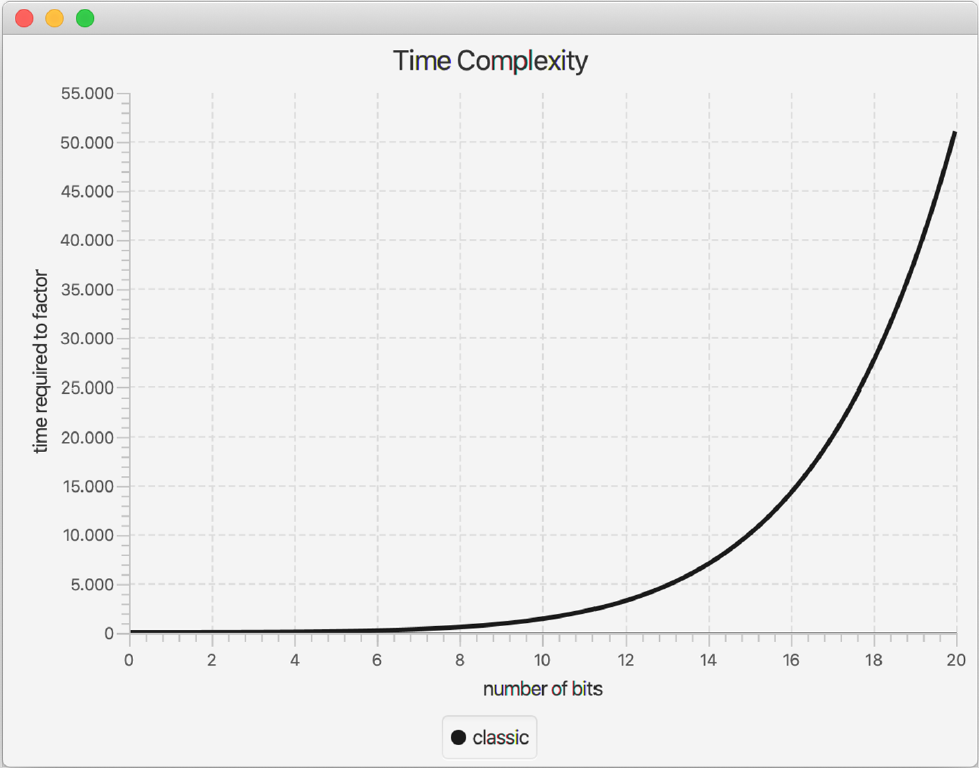 Time Complexity
55.000
50.000
45.000
40.000
35.000
30.000
25.000
20.000
15.000
10.000
5.000
0
time required to factor
0 2 4 6 8 10 12 14 16 18 20
number of bits
classic